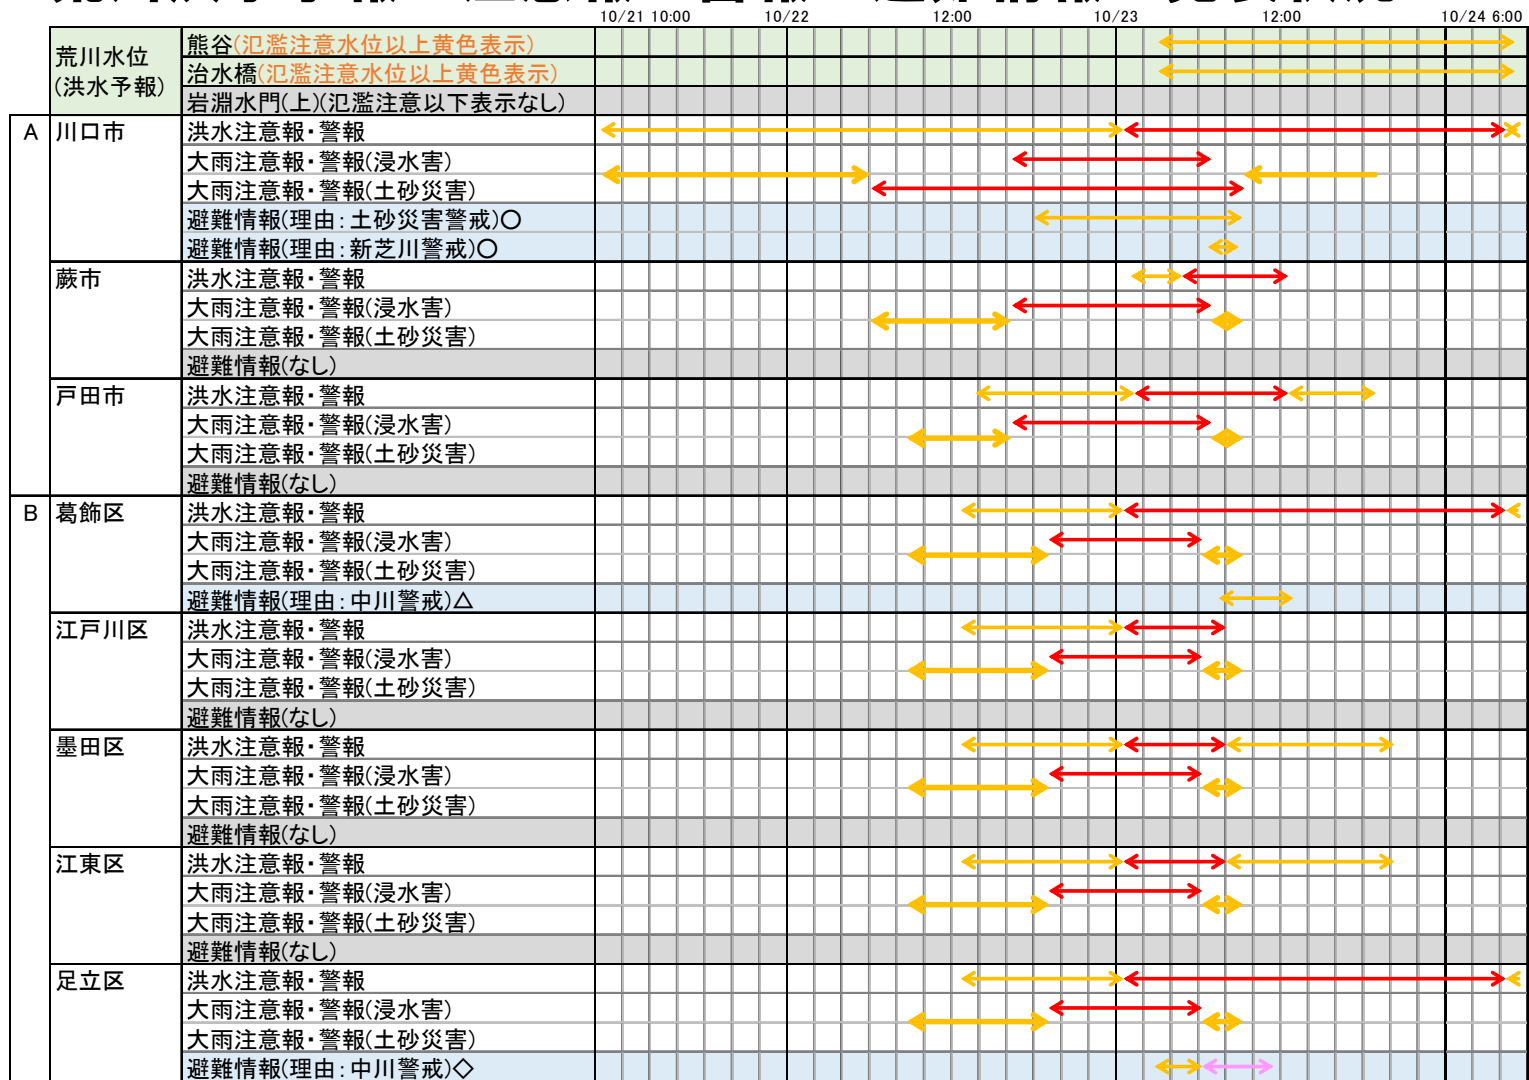 10/21 10:00 10/22 12:00 10/23 12:00 10/24 6:00
荒川水位
(洪水予報)
熊谷(氾濫注意水位以上黄色表示)
治水橋(氾濫注意水位以上黄色表示)
岩淵水門(上)(氾濫注意以下表示なし)
A 川口市 洪水注意報・警報
大雨注意報・警報(浸水害)
大雨注意報・警報(土砂災害)
避難情報(理由:土砂災害警戒)〇
避難情報(理由:新芝川警戒)〇
蕨市 洪水注意報・警報
大雨注意報・警報(浸水害)
大雨注意報・警報(土砂災害)
避難情報(なし)
戸田市 洪水注意報・警報
大雨注意報・警報(浸水害)
大雨注意報・警報(土砂災害)
避難情報(なし)
B 葛飾区 洪水注意報・警報
大雨注意報・警報(浸水害)
大雨注意報・警報(土砂災害)
避難情報(理由:中川警戒)△
江戸川区 洪水注意報・警報
大雨注意報・警報(浸水害)
大雨注意報・警報(土砂災害)
避難情報(なし)
墨田区 洪水注意報・警報
大雨注意報・警報(浸水害)
大雨注意報・警報(土砂災害)
避難情報(なし)
江東区 洪水注意報・警報
大雨注意報・警報(浸水害)
大雨注意報・警報(土砂災害)
避難情報(なし)
足立区 洪水注意報・警報
大雨注意報・警報(浸水害)
大雨注意報・警報(土砂災害)
避難情報(理由:中川警戒)◇